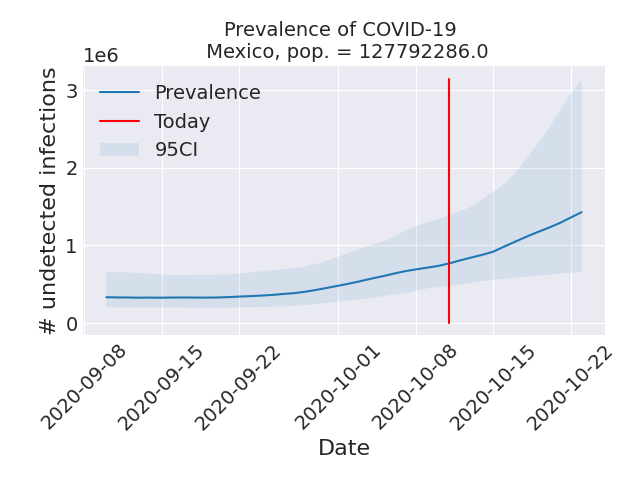 Prevalence of COVID-19
Mexico, pop. = 127792286.0
1e6
# undetected infections
3
2
1
0
Prevalence
Today
95CI
2020-09-08
2020-09-15
2020-09-22
2020-10-01
2020-10-08
2020-10-15
2020-10-22
Date